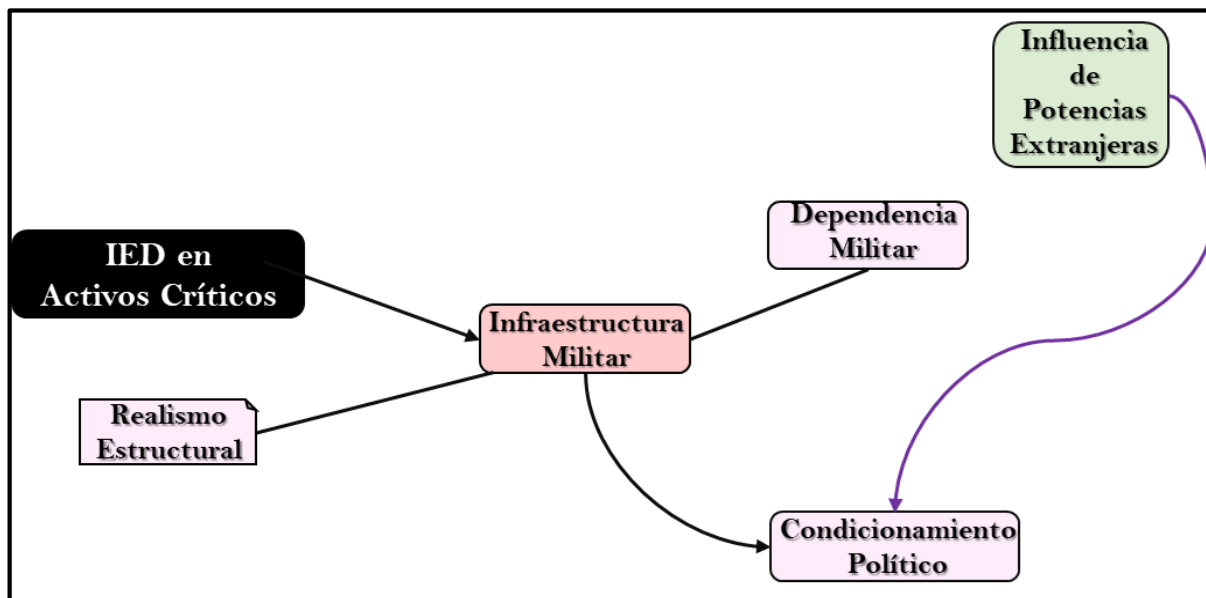 Influencia
de
Potencias
Extranjeras
Dependencia
Militar
IED en
Activos Críticos
Infraestructura
Militar
Realismo
Estructural
Condicionamiento
Político